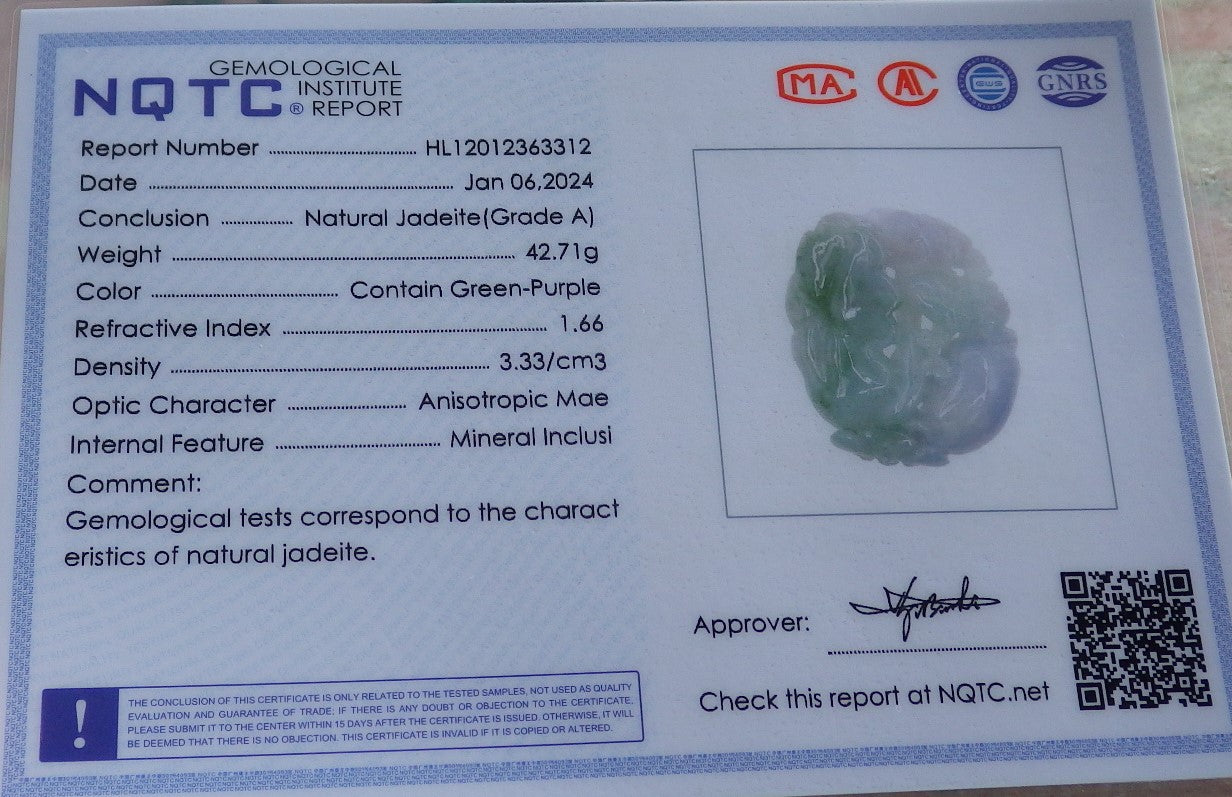 GEMOLOGICAL
NQTC® INSTITUTE
REPORT
MA
AL
GWS
GNRS
Report Number ........ HL12012363312
Date ........ Jan 06,2024
Conclusion ........ Natural Jadeite(Grade A)
Weight ........ 42.71g
Color ........ Contain Green-Purple
Refractive Index ........ 1.66
Density ........ 3.33/cm3
Optic Character ........ Anisotropic Mae
Internal Feature ........ Mineral Inclusi
Comment:
Gemological tests correspond to the charact
eristics of natural jadeite.
Approver:
Check this report at NQTC.net
! THE CONCLUSION OF THIS CERTIFICATE IS ONLY RELATED TO THE TESTED SAMPLES, NOT USED AS QUALITY
EVALUATION AND GUARANTEE OF TRADE; IF THERE IS ANY DOUBT OR OBJECTION TO THE CERTIFICATE,
PLEASE SUBMIT IT TO THE CENTER WITHIN 15 DAYS AFTER THE CERTIFICATE IS ISSUED. OTHERWISE, IT WILL
BE DEEMED THAT THERE IS NO OBJECTION. THIS CERTIFICATE IS INVALID IF IT IS COPIED OR ALTERED.